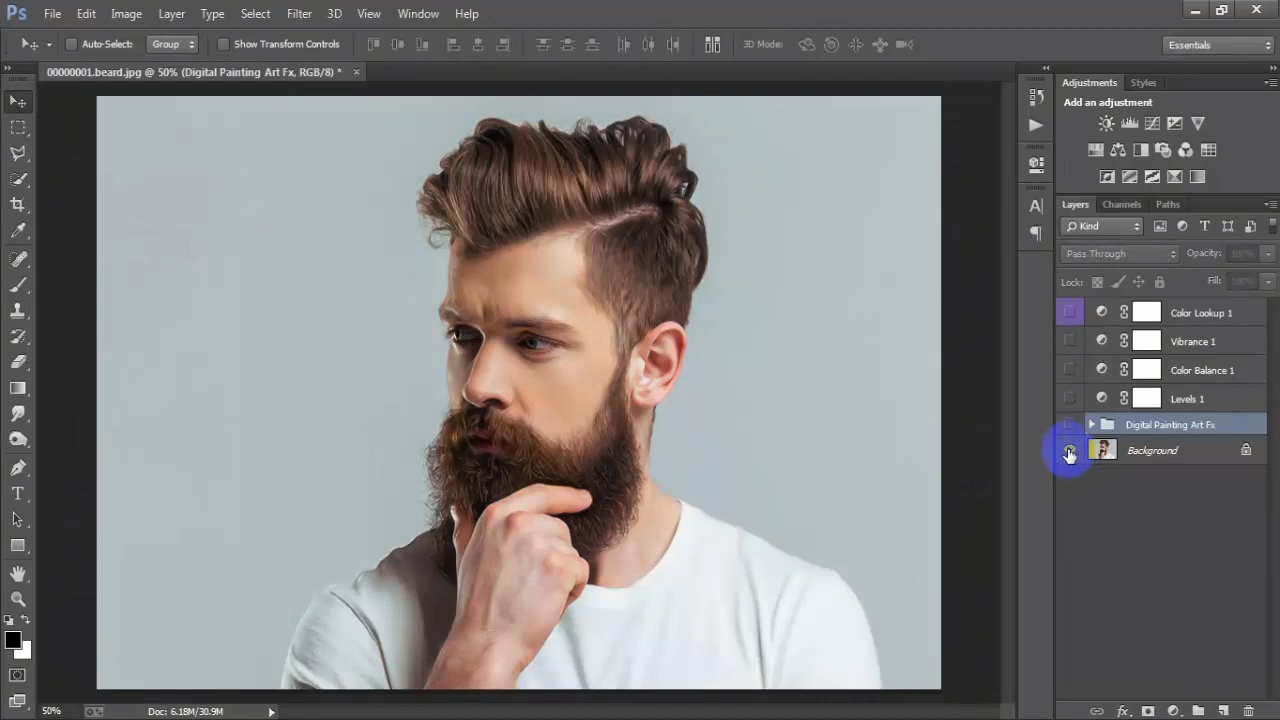 Ps File Edit Image Layer Type Select Filter 3D View Window Help
Auto-Select: Group Show Transform Controls 3D Mode: Essentials
00000001.beard.jpg @ 50% (Digital Painting Art Fx, RGB/8) * ×
Adjustments Styles
Add an adjustment
Layers Channels Paths
Kind
Pass Through Opacity: 100%
Lock: Fill: 100%
Color Lookup 1
Vibrance 1
Color Balance 1
Levels 1
Digital Painting Art Fx
Background
50% Doc: 6.18M/30.9M